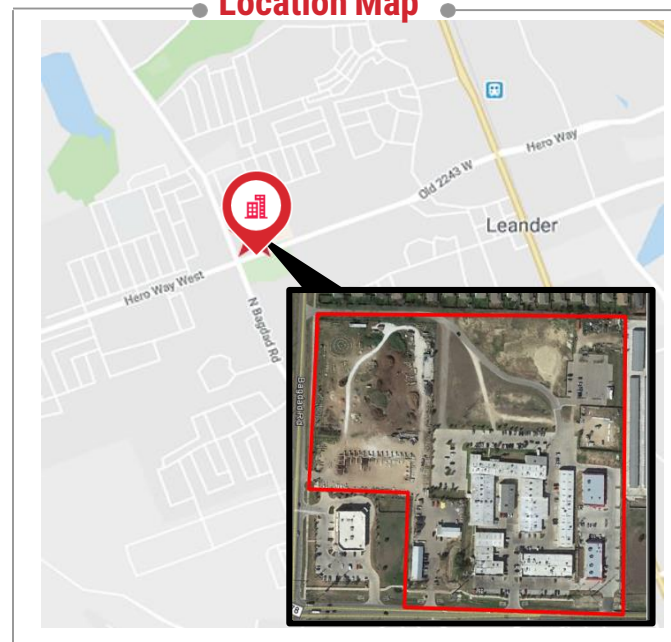 Location Map
Hero Way
Old 2243 W
Leander
Hero Way West
N Bagdad Rd
Bagdad Rd